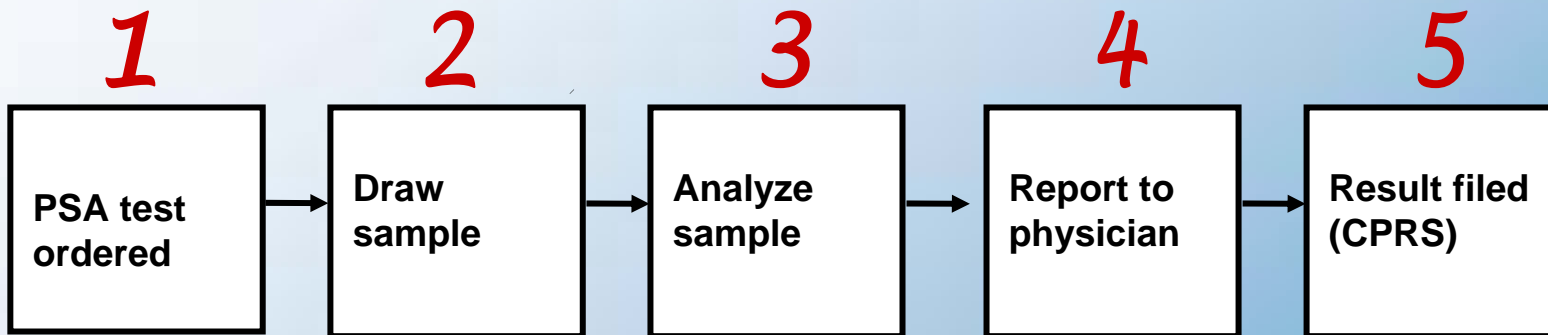 1
2
3
4
5
PSA test
ordered
Draw
sample
Analyze
sample
Report to
physician
Result filed
(CPRS)